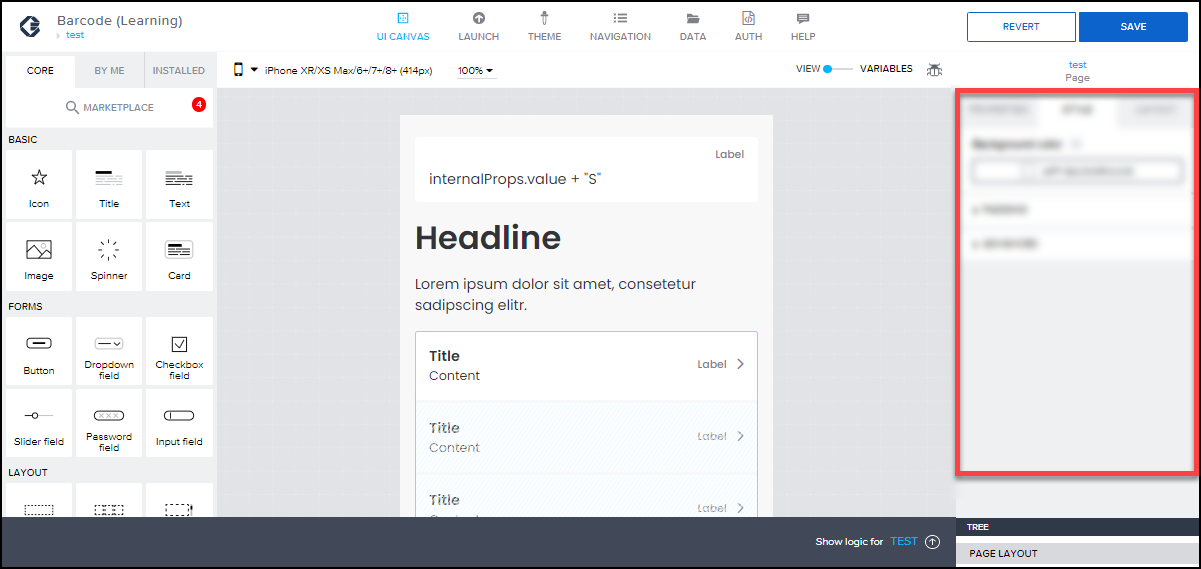 Barcode (Learning)
test
UI CANVAS
LAUNCH
THEME
NAVIGATION
DATA
AUTH
HELP
REVERT
SAVE
CORE
BY ME
INSTALLED
iPhone XR/XS Max/6+/7+/8+ (414px)
100%
VIEW
VARIABLES
test
Page
MARKETPLACE
4
BASIC
Icon
Title
Text
Image
Spinner
Card
FORMS
Button
Dropdown
field
Checkbox
field
Slider field
Password
field
Input field
LAYOUT
Label
internalProps.value + "S"
Headline
Lorem ipsum dolor sit amet, consetetur
sadipscing elitr.
Title
Label
Content
Title
Label
Content
Title
Label
Show logic for TEST
TREE
PAGE LAYOUT